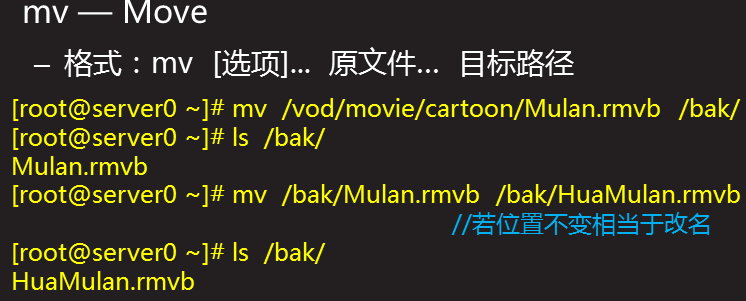 mv — Move
– 格式：mv [选项]... 原文件… 目标路径
[root@server0 ~]# mv /vod/movie/cartoon/Mulan.rmvb /bak/
[root@server0 ~]# ls /bak/
Mulan.rmvb
[root@server0 ~]# mv /bak/Mulan.rmvb /bak/HuaMulan.rmvb
//若位置不变相当于改名
[root@server0 ~]# ls /bak/
HuaMulan.rmvb